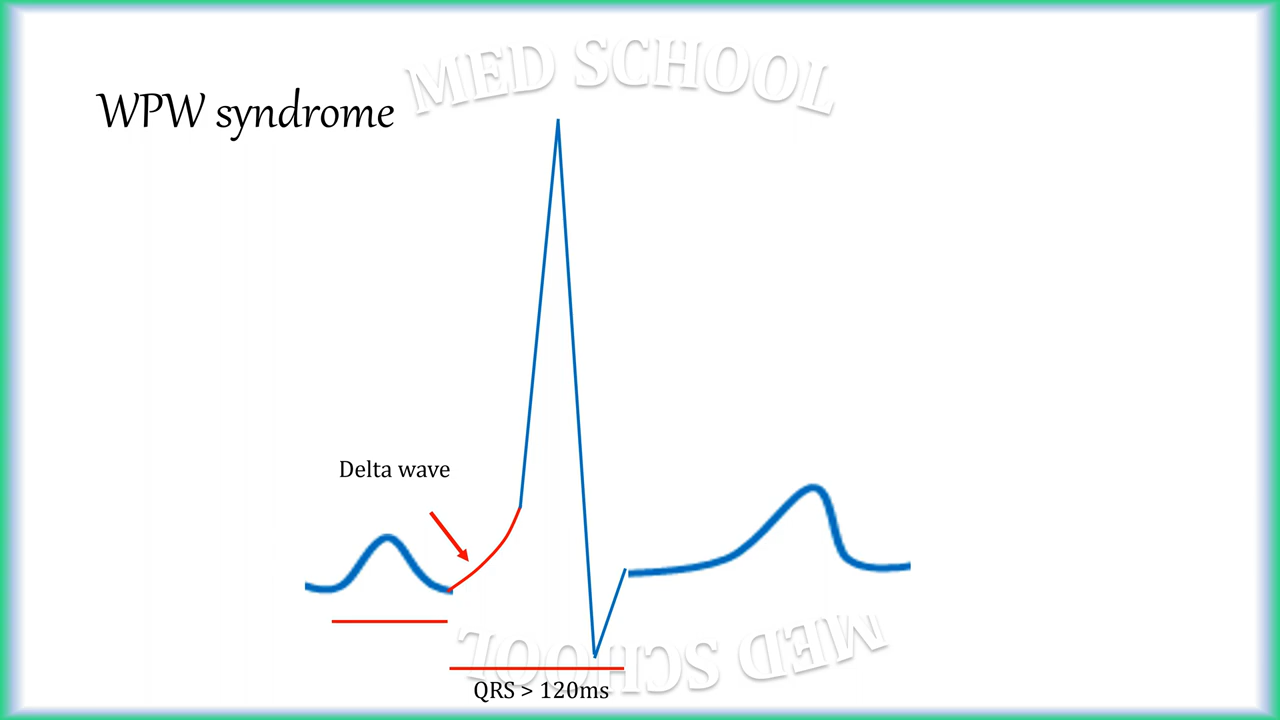 MED SCHOOL
WPW syndrome
Delta wave
MED SCHOOL
QRS > 120ms